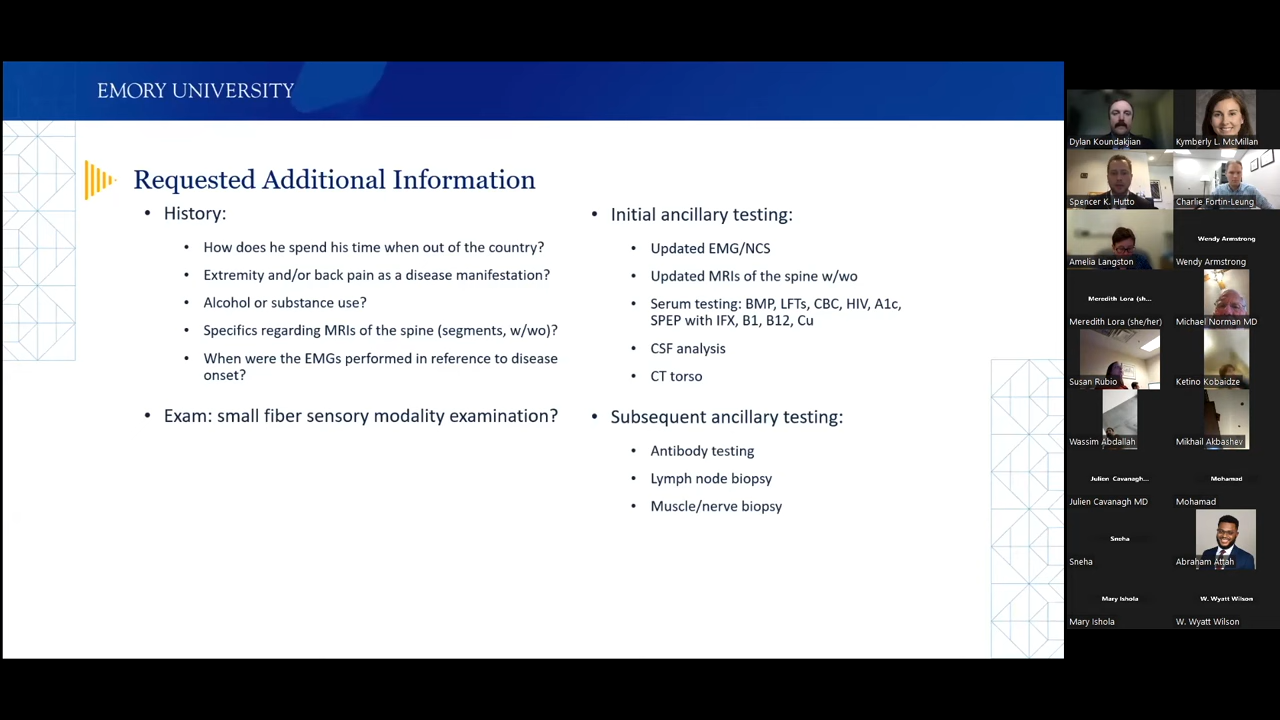 EMORY UNIVERSITY
Requested Additional Information
• History:
• How does he spend his time when out of the country?
• Extremity and/or back pain as a disease manifestation?
• Alcohol or substance use?
• Specifics regarding MRIs of the spine (segments, w/wo)?
• When were the EMGs performed in reference to disease
onset?
• Exam: small fiber sensory modality examination?
• Initial ancillary testing:
• Updated EMG/NCS
• Updated MRIs of the spine w/wo
• Serum testing: BMP, LFTs, CBC, HIV, A1c,
SPEP with IFX, B1, B12, Cu
• CSF analysis
• CT torso
• Subsequent ancillary testing:
• Antibody testing
• Lymph node biopsy
• Muscle/nerve biopsy
Dylan Koundakjian
Kymberly L. McMillan
Spencer K. Hutto
Charlie Fortin-Leung
Amelia Langston
Wendy Armstrong
Wendy Armstrong
Meredith Lora (sh...
Meredith Lora (she/her)
Michael Norman MD
Susan Rubio
Ketino Kobaidze
Wassim Abdallah
Mikhail Akbashev
Julien Cavanagh...
Julien Cavanagh MD
Mohamad
Mohamad
Sneha
Sneha
Abraham Attah
Mary Ishola
Mary Ishola
W. Wyatt Wilson
W. Wyatt Wilson